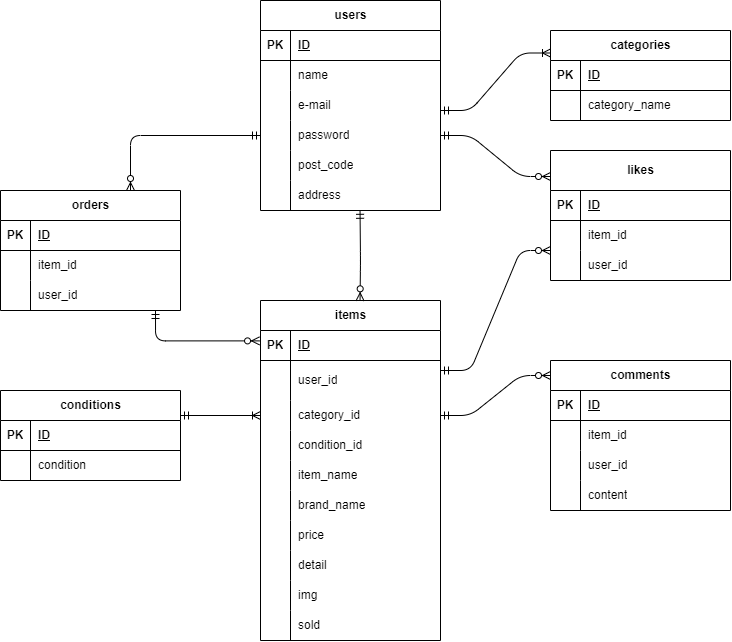 users
PK ID
name
e-mail
password
post_code
address
categories
PK ID
category_name
likes
PK ID
item_id
user_id
orders
PK ID
item_id
user_id
items
PK ID
user_id
category_id
condition_id
item_name
brand_name
price
detail
img
sold
conditions
PK ID
condition
comments
PK ID
item_id
user_id
content